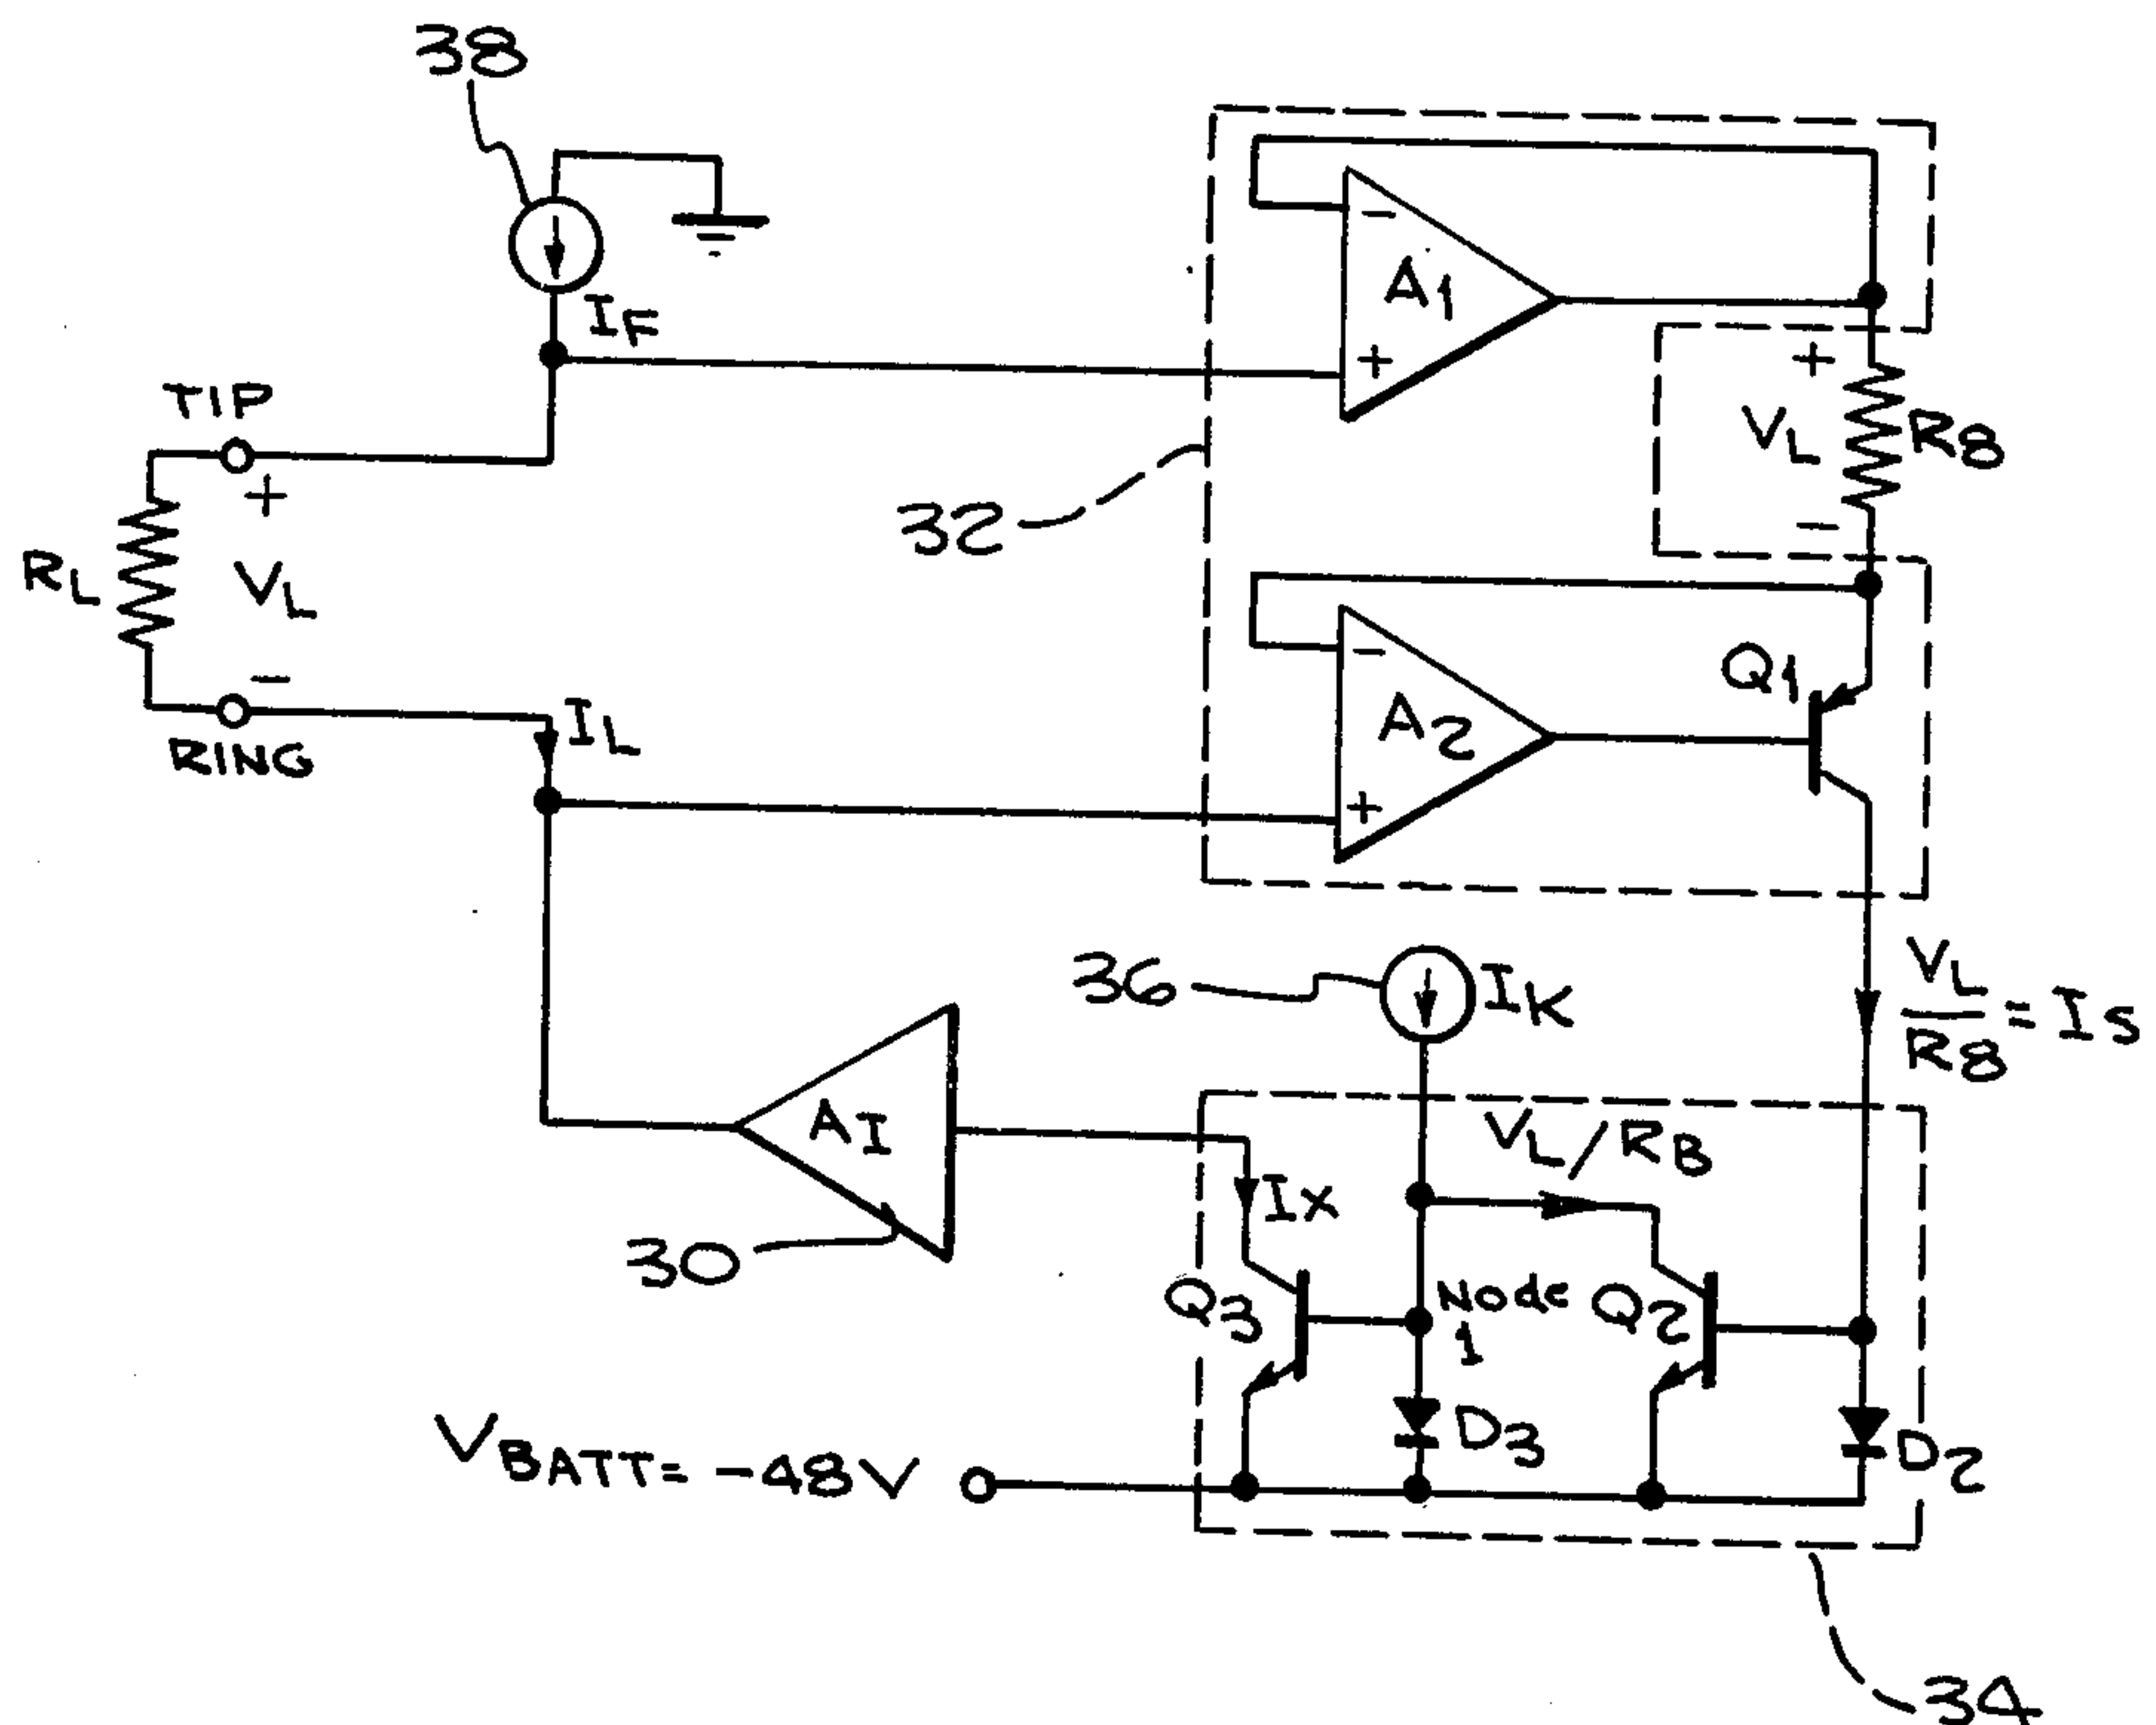 38
IF
TIP
+
RL
VL
-
RING
IL
32
-
A1
+
+
VL
R8
-
-
A2
+
Q1
36
IK
VL
R8
= IS
AI
30
VL/RB
IX
Q3
Node
1
Q2
D3
D2
VBATT= -48V
34